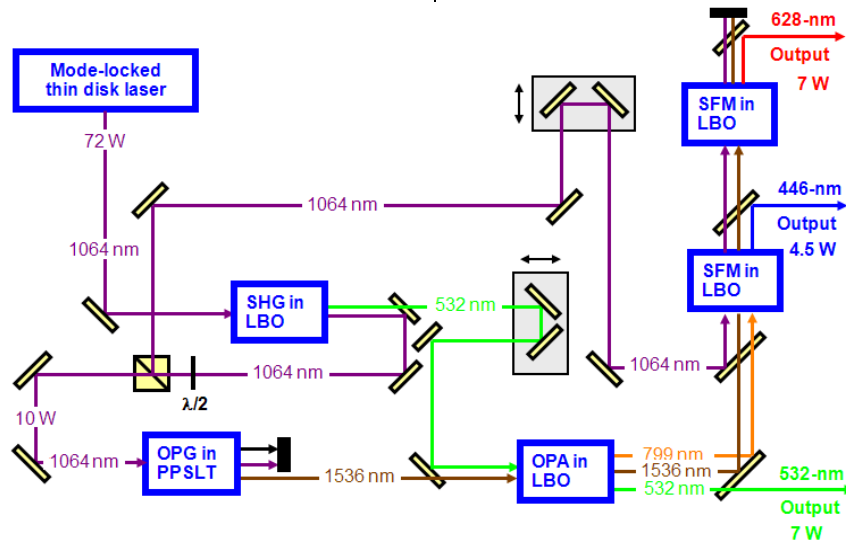 628-nm
Output
7 W
Mode-locked
thin disk laser
72 W
SFM in
LBO
1064 nm
446-nm
Output
4.5 W
1064 nm
SHG in
LBO
532 nm
SFM in
LBO
1064 nm
λ/2
1064 nm
10 W
1064 nm
OPG in
PPSLT
1536 nm
OPA in
LBO
799 nm
1536 nm
532 nm
532-nm
Output
7 W